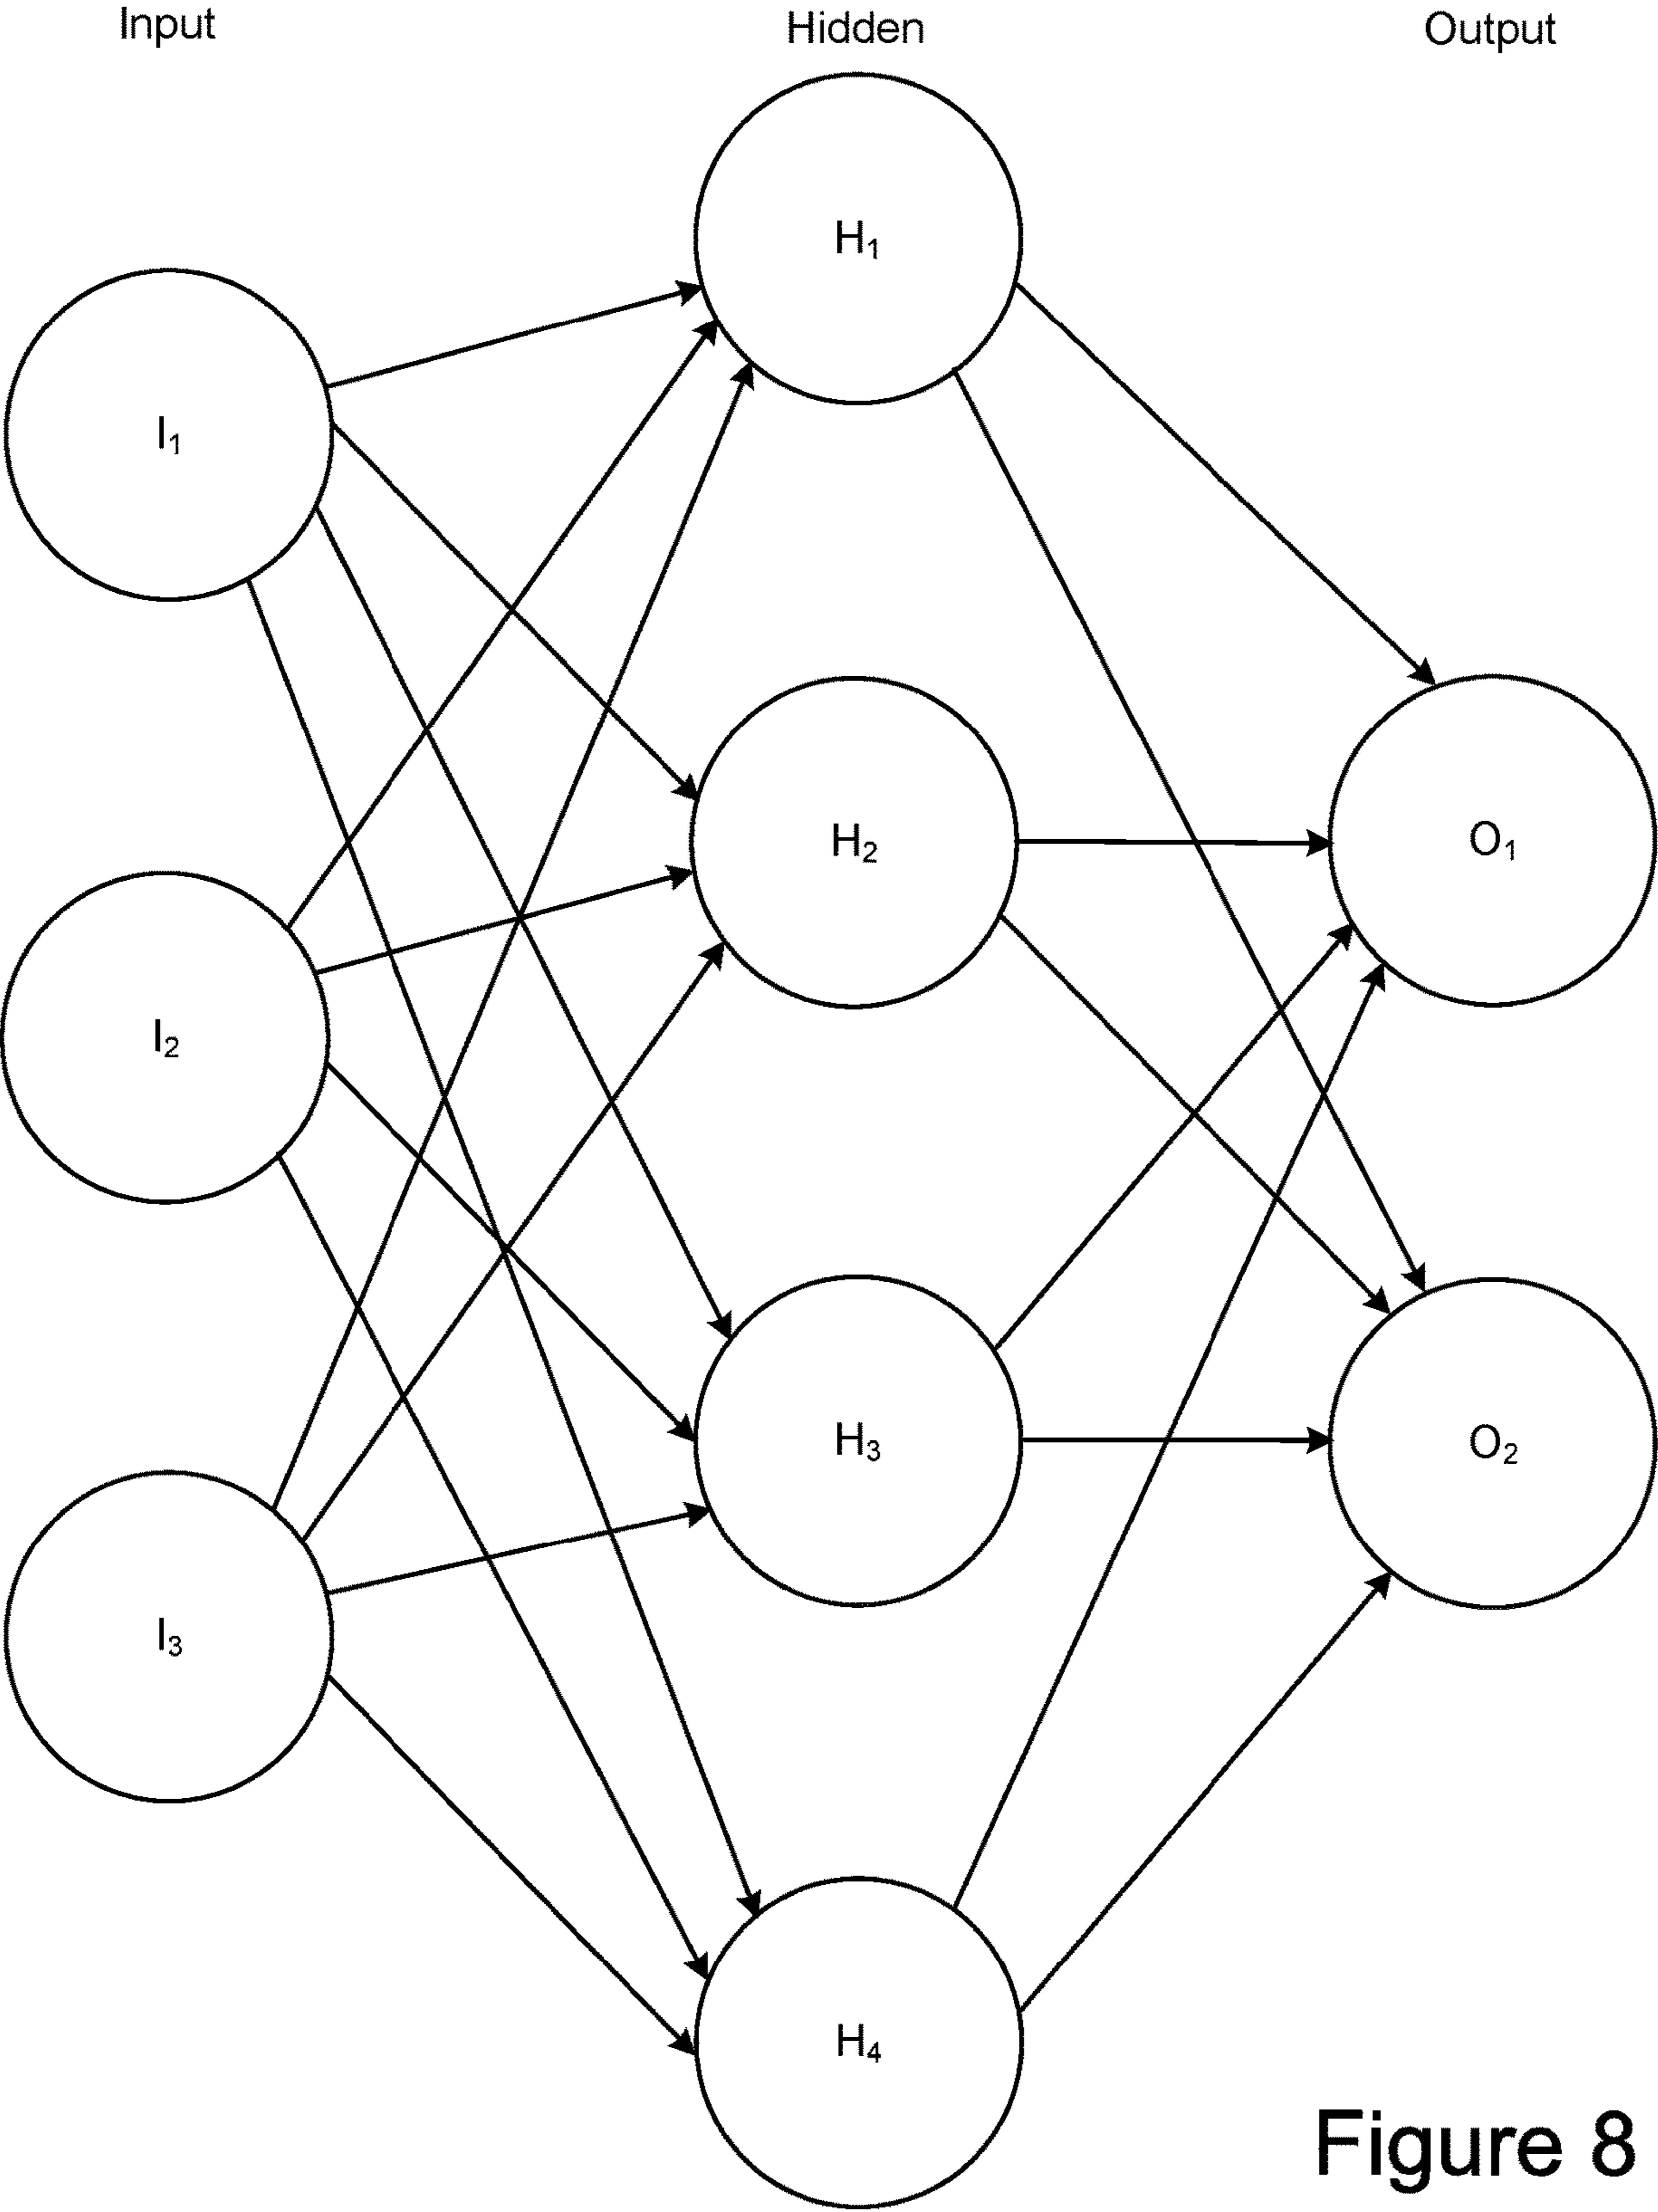 Input
Hidden
Output
H1
I1
H2
O1
I2
H3
O2
I3
H4
Figure 8